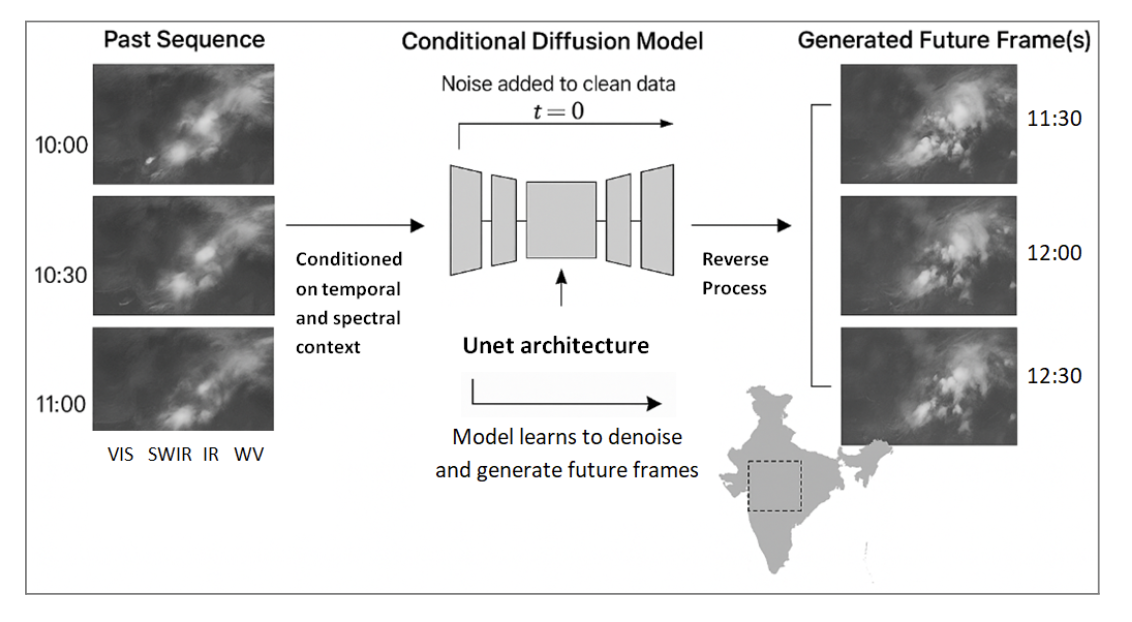 Past Sequence
Conditional Diffusion Model
Generated Future Frame(s)
Noise added to clean data
t = 0
10:00
10:30
11:00
VIS SWIR IR WV
Conditioned
on temporal
and spectral
context
Unet architecture
Model learns to denoise
and generate future frames
Reverse
Process
11:30
12:00
12:30